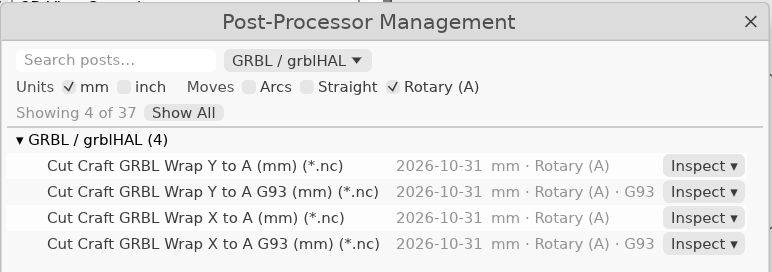 Post-Processor Management
Search posts... GRBL / grblHAL
Units mm inch Moves Arcs Straight Rotary (A)
Showing 4 of 37 Show All
GRBL / grblHAL (4)
Cut Craft GRBL Wrap Y to A (mm) (*.nc) 2026-10-31 mm · Rotary (A) Inspect
Cut Craft GRBL Wrap Y to A G93 (mm) (*.nc) 2026-10-31 mm · Rotary (A) · G93 Inspect
Cut Craft GRBL Wrap X to A (mm) (*.nc) 2026-10-31 mm · Rotary (A) Inspect
Cut Craft GRBL Wrap X to A G93 (mm) (*.nc) 2026-10-31 mm · Rotary (A) · G93 Inspect